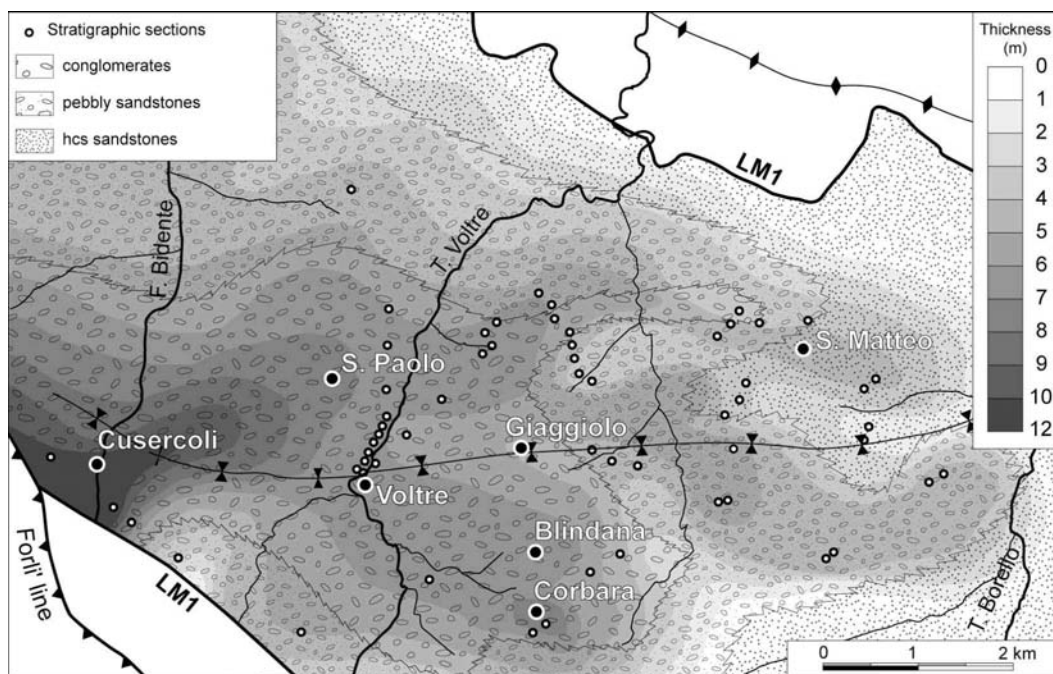 Stratigraphic sections
conglomerates
pebbly sandstones
hcs sandstones
Thickness
(m)
0
1
2
3
4
5
6
7
8
9
10
12
LM1
F. Bidente
T. Voltre
S. Paolo
S. Matteo
Cusercoli
Giaggiolo
Voltre
Blindana
Corbara
Forli' line
LM1
T. Borello
0 1 2 km